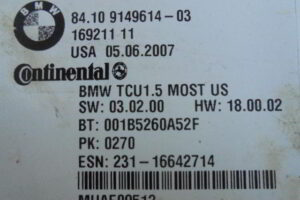 BMW
84.10 9149614-03
169211 11
USA 05.06.2007
Continental
BMW TCU1.5 MOST US
SW: 03.02.00 HW: 18.00.02
BT: 001B5260A52F
PK: 0270
ESN: 231-16642714